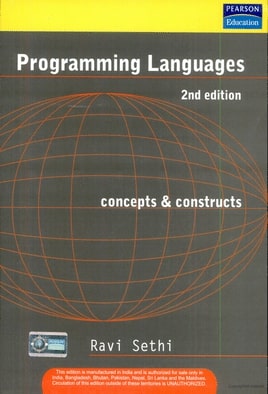 PEARSON
Education
Programming Languages
2nd edition
concepts & constructs
Ravi Sethi
This edition is manufactured in India and is authorized for sale only in
India, Bangladesh, Bhutan, Pakistan, Nepal, Sri Lanka and the Maldives.
Circulation of this edition outside of these territories is UNAUTHORIZED.